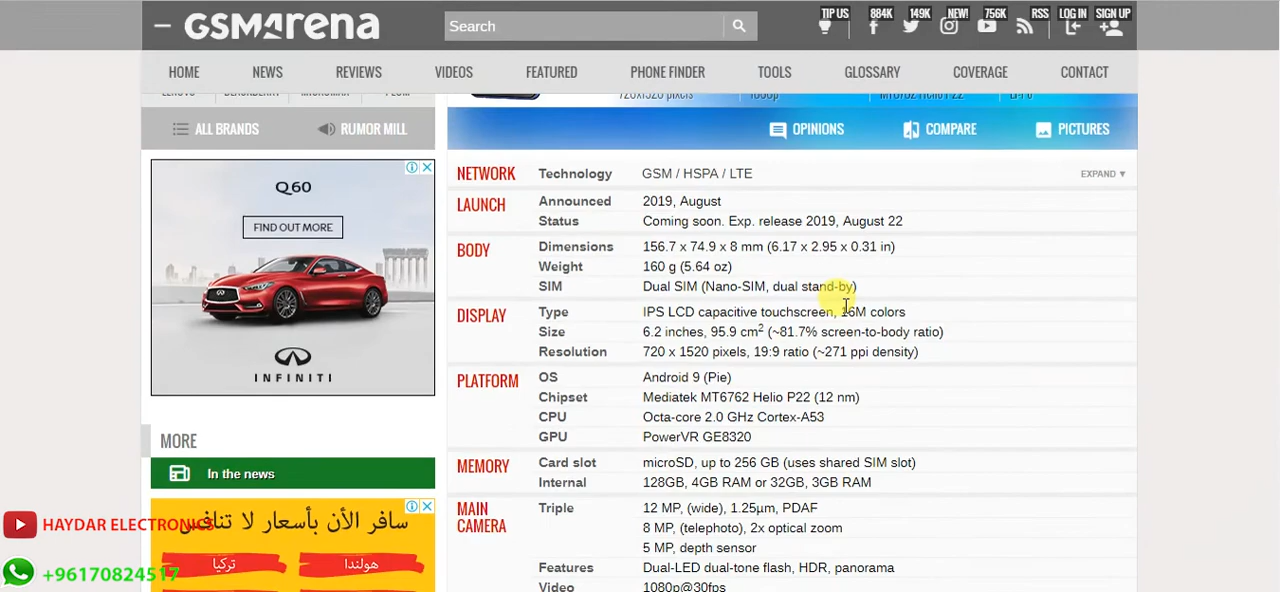 GSMArena
Search
TIP US
884K
149K
NEW!
756K
RSS
LOG IN
SIGN UP
HOME
NEWS
REVIEWS
VIDEOS
FEATURED
PHONE FINDER
TOOLS
GLOSSARY
COVERAGE
CONTACT
720x1520 pixels
1080p
MT6762 Helio P22
ALL BRANDS
RUMOR MILL
OPINIONS
COMPARE
PICTURES
Q60
FIND OUT MORE
INFINITI
NETWORK Technology GSM / HSPA / LTE EXPAND ▼
LAUNCH Announced 2019, August
Status Coming soon. Exp. release 2019, August 22
BODY Dimensions 156.7 x 74.9 x 8 mm (6.17 x 2.95 x 0.31 in)
Weight 160 g (5.64 oz)
SIM Dual SIM (Nano-SIM, dual stand-by)
DISPLAY Type IPS LCD capacitive touchscreen, 16M colors
Size 6.2 inches, 95.9 cm2 (~81.7% screen-to-body ratio)
Resolution 720 x 1520 pixels, 19:9 ratio (~271 ppi density)
PLATFORM OS Android 9 (Pie)
Chipset Mediatek MT6762 Helio P22 (12 nm)
CPU Octa-core 2.0 GHz Cortex-A53
GPU PowerVR GE8320
MEMORY Card slot microSD, up to 256 GB (uses shared SIM slot)
Internal 128GB, 4GB RAM or 32GB, 3GB RAM
MAIN CAMERA Triple 12 MP, (wide), 1.25µm, PDAF
8 MP, (telephoto), 2x optical zoom
5 MP, depth sensor
Features Dual-LED dual-tone flash, HDR, panorama
Video 1080p@30fps
MORE
In the news
سافر الأن بأسعار لا تنافس
تركيا
هولندا
HAYDAR ELECTRONICS
+96170824517